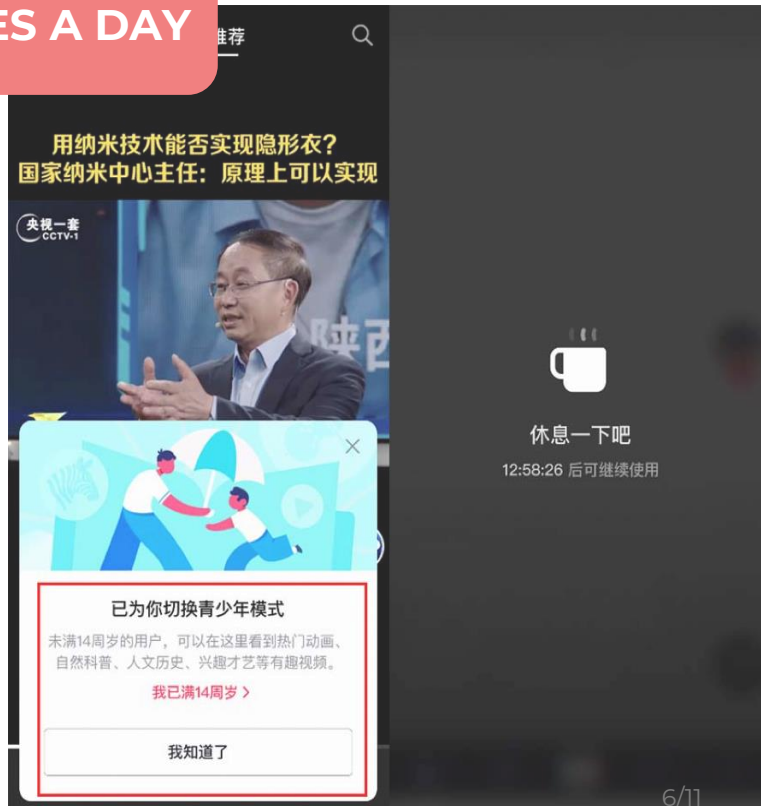 ES A DAY
推荐
用纳米技术能否实现隐形衣?
国家纳米中心主任: 原理上可以实现
央视一套
CCTV-1
陕西
已为你切换青少年模式
未满14周岁的用户, 可以在这里看到热门动画、
自然科普、人文历史、兴趣才艺等有趣视频。
我已满14周岁 >
我知道了
休息一下吧
12:58:26 后可继续使用
6/11